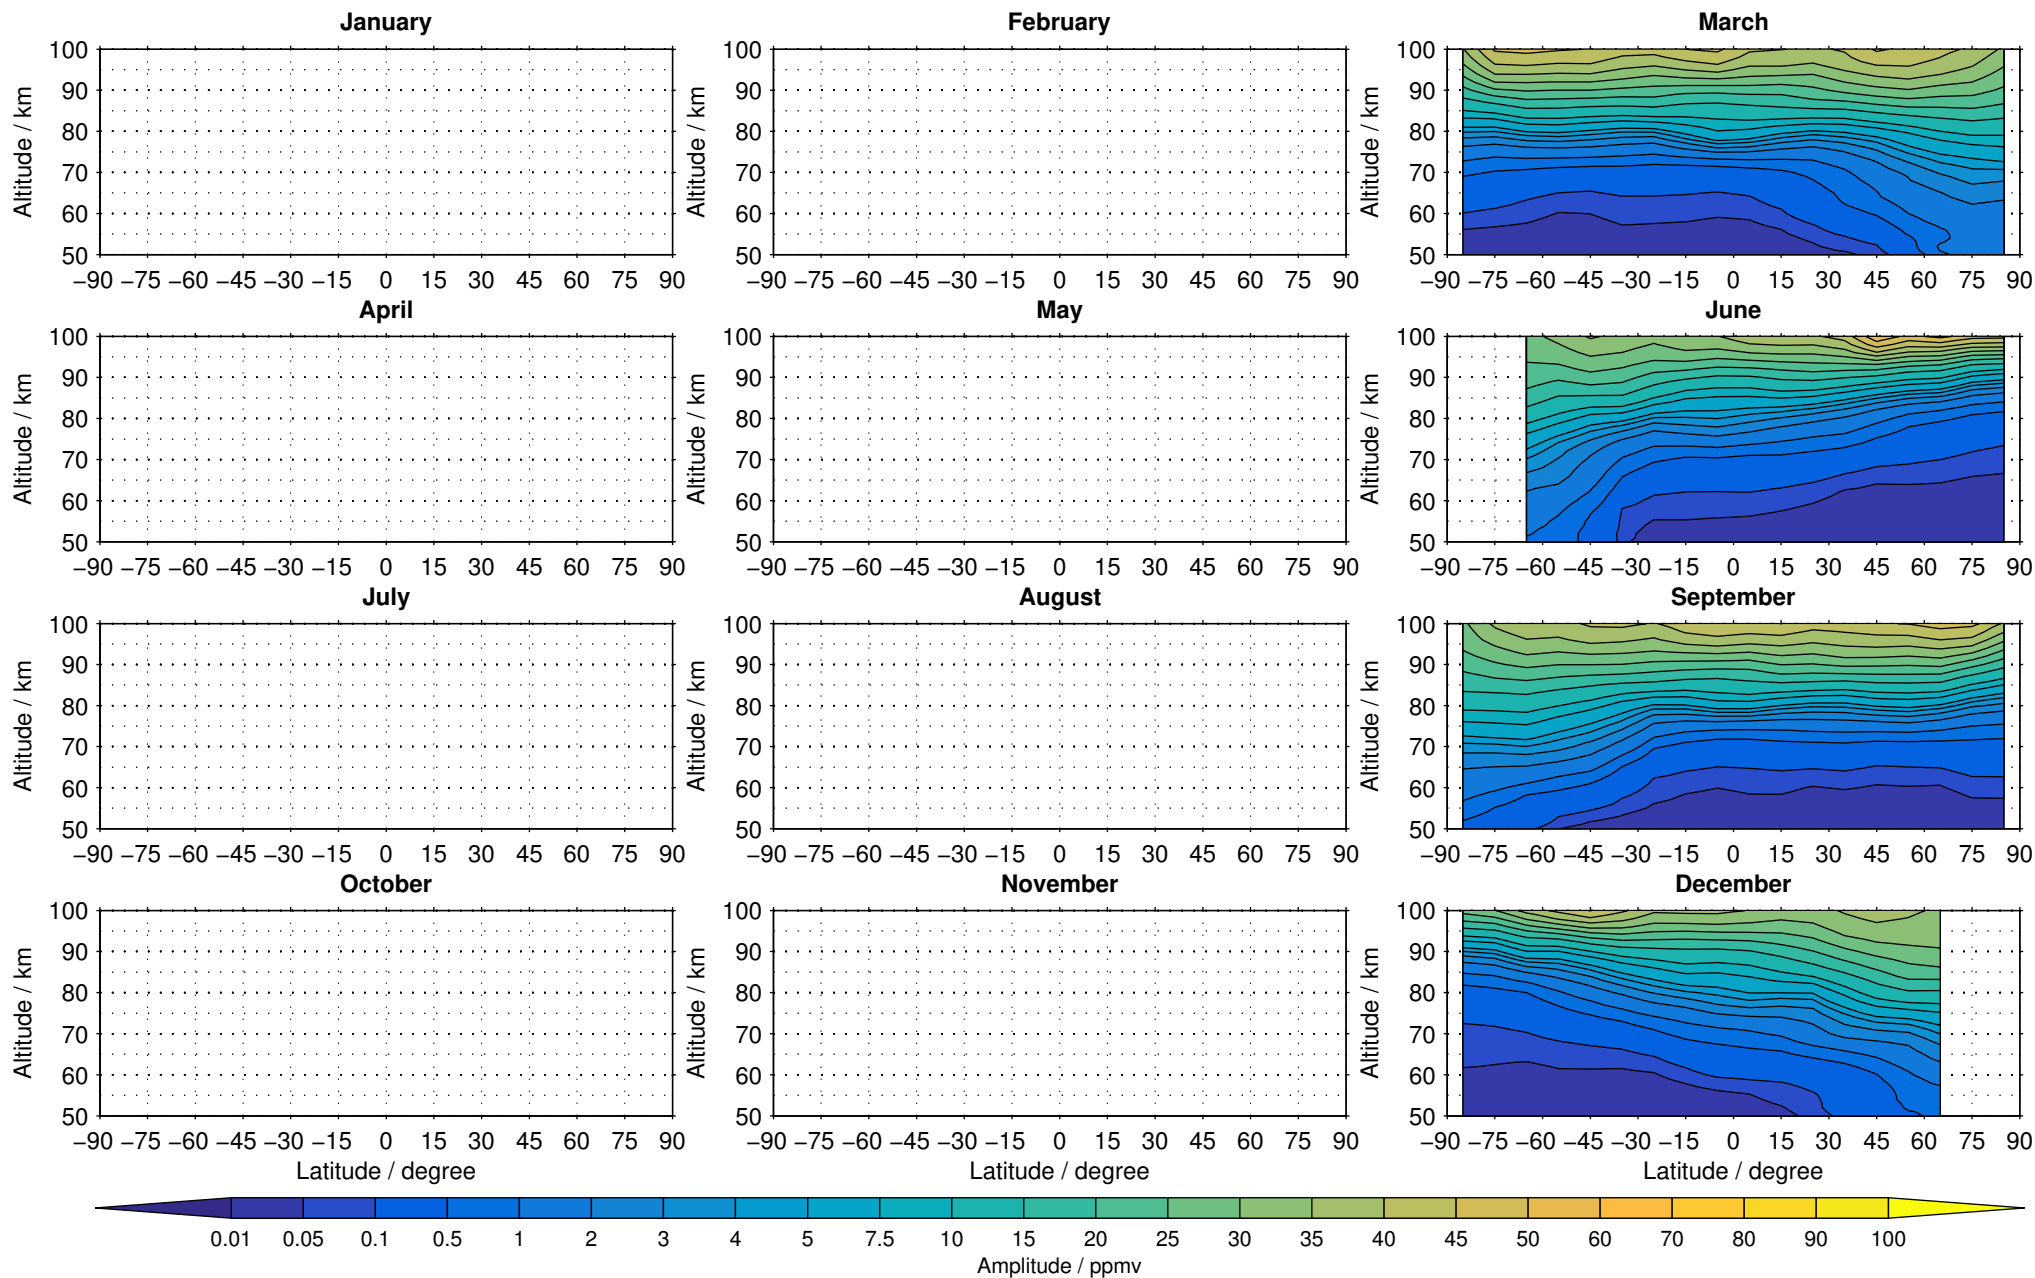 January February March
100 100 100
90 90 90
80 80 80
70 70 70
60 60 60
50 50 50
Altitude / km Altitude / km Altitude / km
−90 −75 −60 −45 −30 −15 0 15 30 45 60 75 90 −90 −75 −60 −45 −30 −15 0 15 30 45 60 75 90 −90 −75 −60 −45 −30 −15 0 15 30 45 60 75 90
April May June
100 100 100
90 90 90
80 80 80
70 70 70
60 60 60
50 50 50
Altitude / km Altitude / km Altitude / km
−90 −75 −60 −45 −30 −15 0 15 30 45 60 75 90 −90 −75 −60 −45 −30 −15 0 15 30 45 60 75 90 −90 −75 −60 −45 −30 −15 0 15 30 45 60 75 90
July August September
100 100 100
90 90 90
80 80 80
70 70 70
60 60 60
50 50 50
Altitude / km Altitude / km Altitude / km
−90 −75 −60 −45 −30 −15 0 15 30 45 60 75 90 −90 −75 −60 −45 −30 −15 0 15 30 45 60 75 90 −90 −75 −60 −45 −30 −15 0 15 30 45 60 75 90
October November December
100 100 100
90 90 90
80 80 80
70 70 70
60 60 60
50 50 50
Altitude / km Altitude / km Altitude / km
−90 −75 −60 −45 −30 −15 0 15 30 45 60 75 90 −90 −75 −60 −45 −30 −15 0 15 30 45 60 75 90 −90 −75 −60 −45 −30 −15 0 15 30 45 60 75 90
Latitude / degree Latitude / degree Latitude / degree
0.01 0.05 0.1 0.5 1 2 3 4 5 7.5 10 15 20 25 30 35 40 45 50 60 70 80 90 100
Amplitude / ppmv